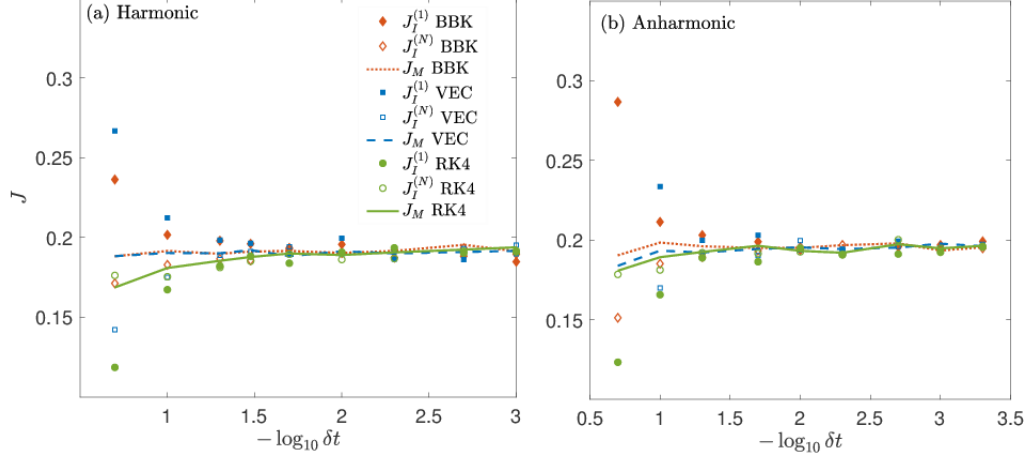 (a) Harmonic
J_I^{(1)} BBK
J_I^{(N)} BBK
J_M BBK
J_I^{(1)} VEC
J_I^{(N)} VEC
J_M VEC
J_I^{(1)} RK4
J_I^{(N)} RK4
J_M RK4
0.3
0.25
0.2
0.15
J
1
1.5
2
2.5
3
− log₁₀ δt
(b) Anharmonic
0.3
0.25
0.2
0.15
0.5
1
1.5
2
2.5
3
3.5
− log₁₀ δt